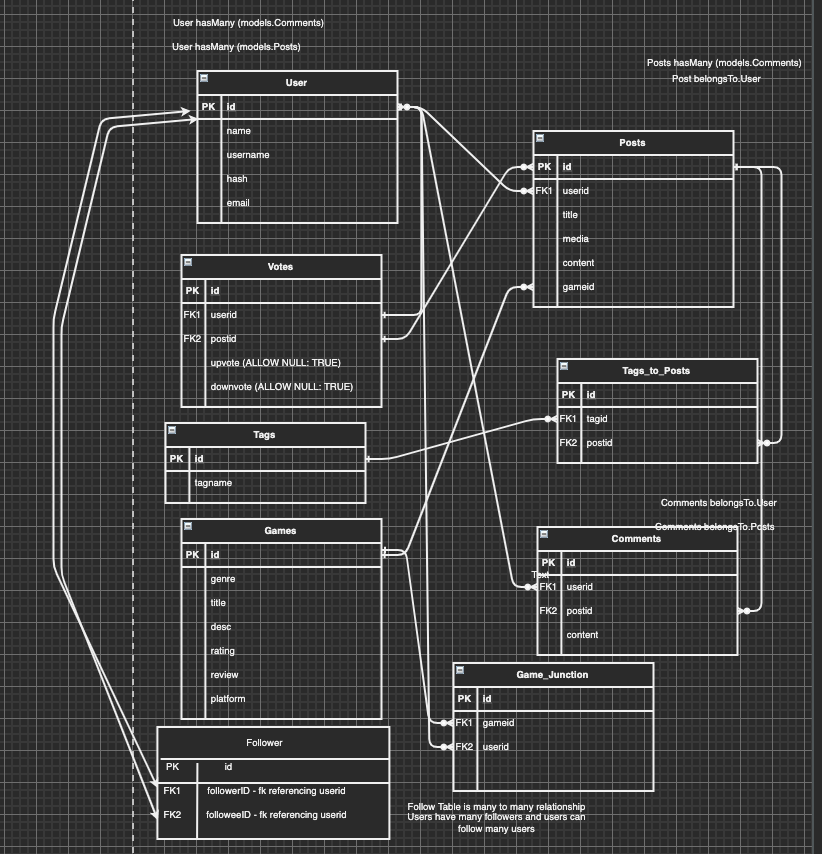 User hasMany (models.Comments)
User hasMany (models.Posts)
Posts hasMany (models.Comments)
Post belongsTo.User
User
PK id
name
username
hash
email
Posts
PK id
FK1 userid
title
media
content
gameid
Votes
PK id
FK1 userid
FK2 postid
upvote (ALLOW NULL: TRUE)
downvote (ALLOW NULL: TRUE)
Tags_to_Posts
PK id
FK1 tagid
FK2 postid
Tags
PK id
tagname
Comments belongsTo.User
Comments belongsTo.Posts
Games
PK id
genre
title
desc
rating
review
platform
Comments
PK id
Text
FK1 userid
FK2 postid
content
Game_Junction
PK id
FK1 gameid
FK2 userid
Follower
PK id
FK1 followerID - fk referencing userid
FK2 followeeID - fk referencing userid
Follow Table is many to many relationship
Users have many followers and users can
follow many users